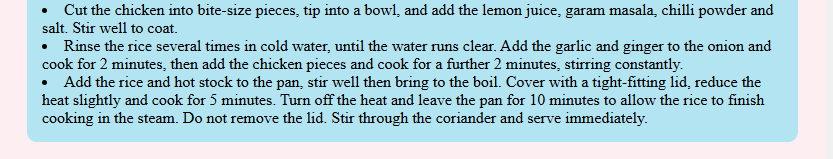 • Cut the chicken into bite-size pieces, tip into a bowl, and add the lemon juice, garam masala, chilli powder and
salt. Stir well to coat.
• Rinse the rice several times in cold water, until the water runs clear. Add the garlic and ginger to the onion and
cook for 2 minutes, then add the chicken pieces and cook for a further 2 minutes, stirring constantly.
• Add the rice and hot stock to the pan, stir well then bring to the boil. Cover with a tight-fitting lid, reduce the
heat slightly and cook for 5 minutes. Turn off the heat and leave the pan for 10 minutes to allow the rice to finish
cooking in the steam. Do not remove the lid. Stir through the coriander and serve immediately.